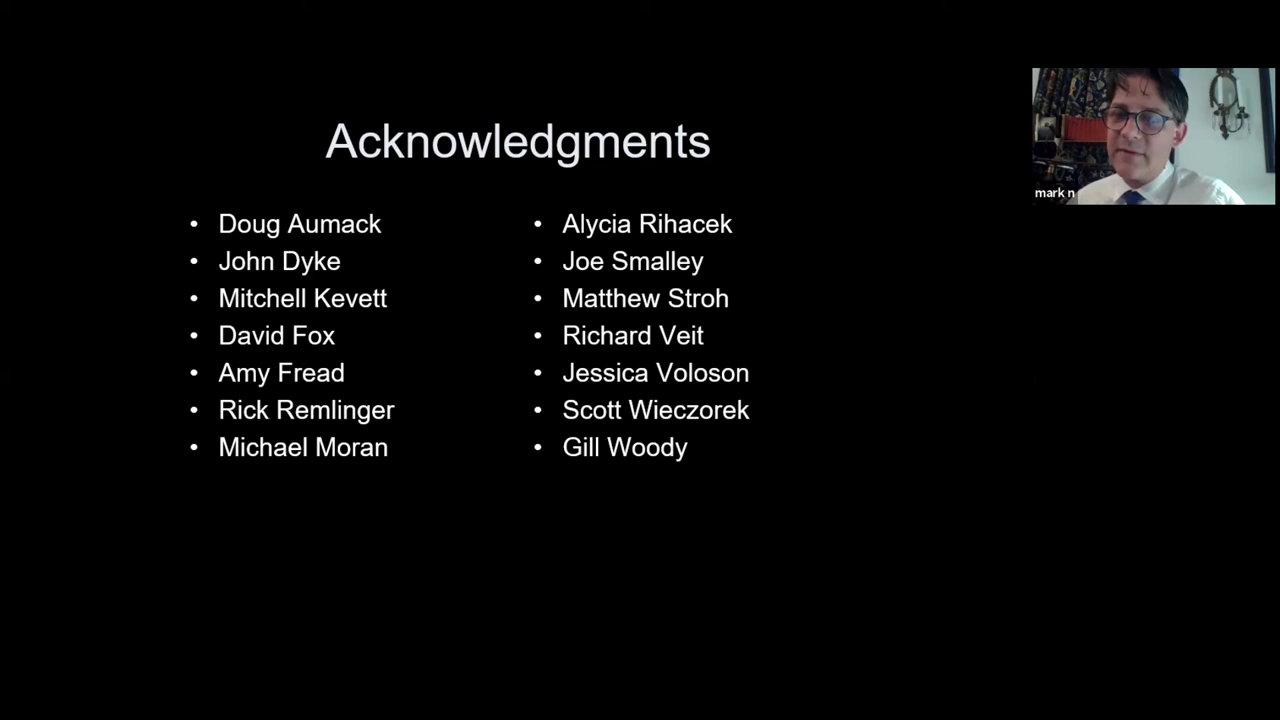 Acknowledgments
• Doug Aumack
• John Dyke
• Mitchell Kevett
• David Fox
• Amy Fread
• Rick Remlinger
• Michael Moran
• Alycia Rihacek
• Joe Smalley
• Matthew Stroh
• Richard Veit
• Jessica Voloson
• Scott Wieczorek
• Gill Woody
mark n